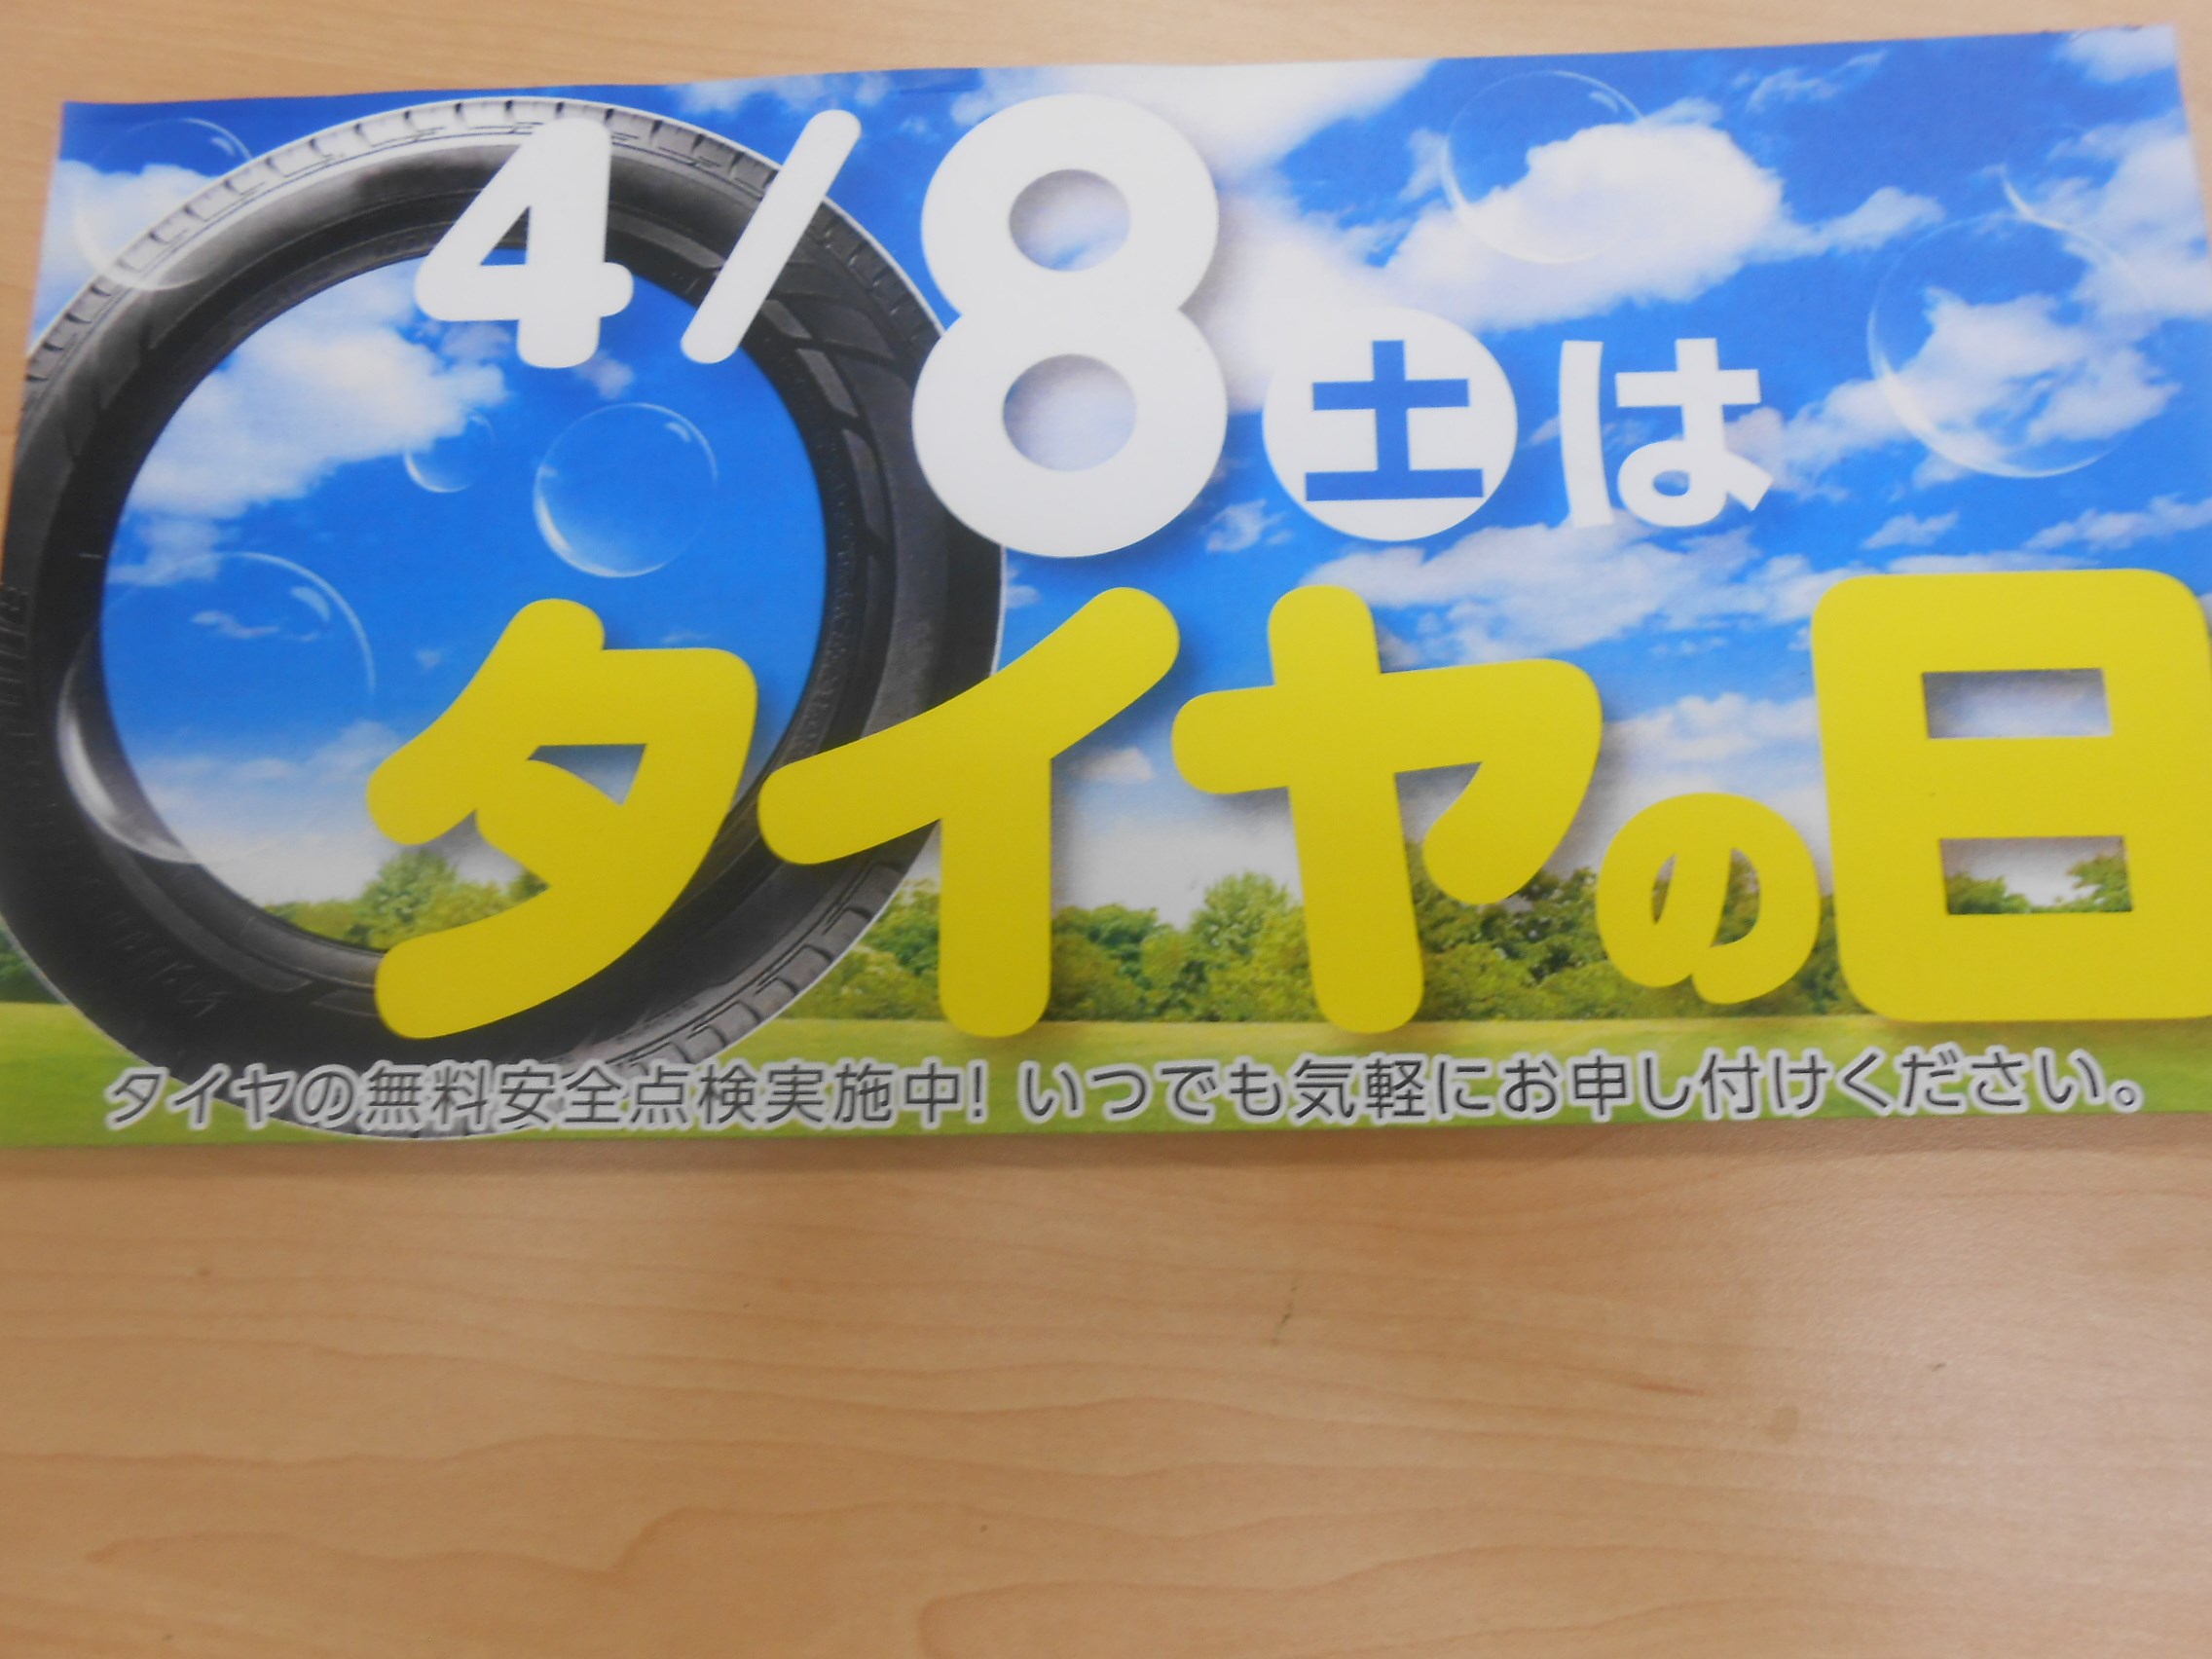 4/8土は
タイヤの日
タイヤの無料安全点検実施中! いつでも気軽にお申し付けください。